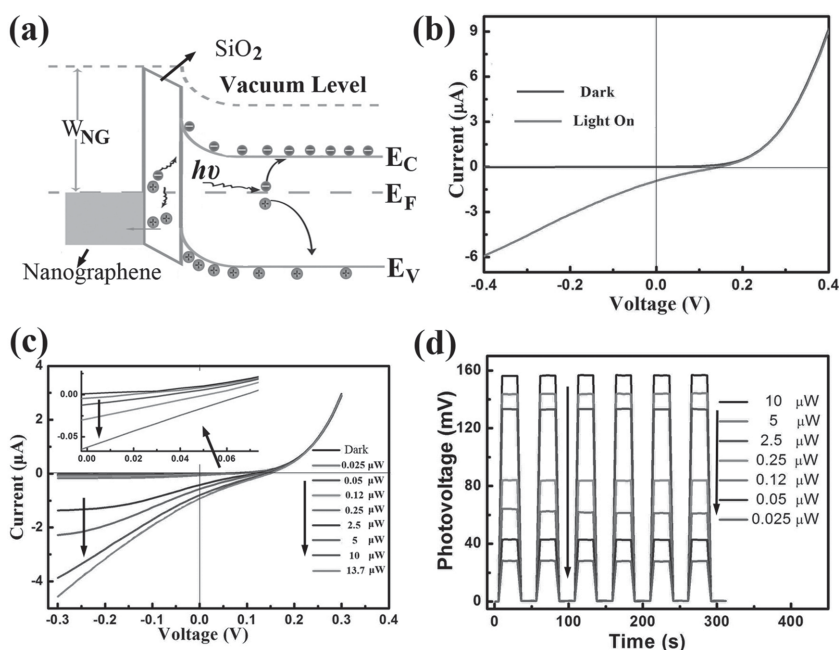 (a)
SiO2
Vacuum Level
WNG
hυ
EC
EF
EV
Nanographene
(b)
9
6
3
0
-3
-6
Current (μA)
Dark
Light On
-0.4 -0.2 0.0 0.2 0.4
Voltage (V)
(c)
4
2
0
-2
-4
Current (μA)
0.00
-0.05
0.00 0.02 0.04 0.06
Dark
0.025 μW
0.05 μW
0.12 μW
0.25 μW
2.5 μW
5 μW
10 μW
13.7 μW
-0.3 -0.2 -0.1 0.0 0.1 0.2 0.3 0.4
Voltage (V)
(d)
160
120
80
40
0
Photovoltage (mV)
10 μW
5 μW
2.5 μW
0.25 μW
0.12 μW
0.05 μW
0.025 μW
0 100 200 300 400
Time (s)